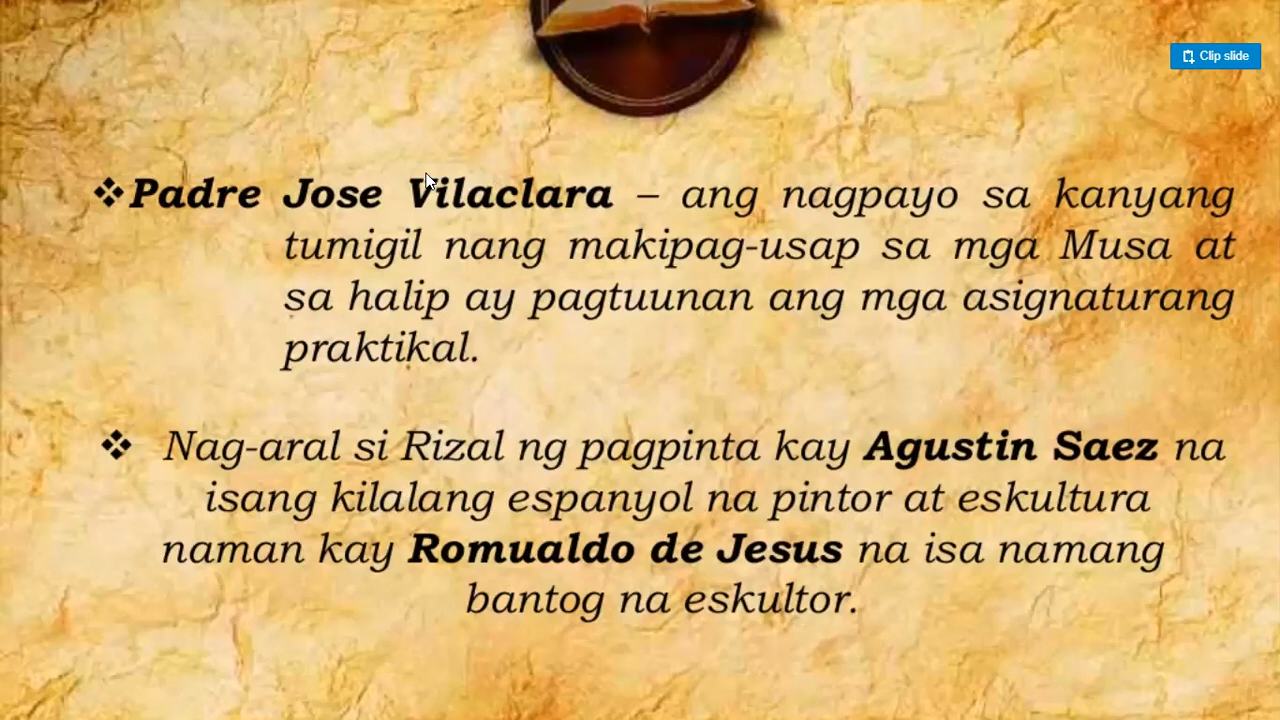 Clip slide
❖Padre Jose Vilaclara – ang nagpayo sa kanyang
tumigil nang makipag-usap sa mga Musa at
sa halip ay pagtuunan ang mga asignaturang
praktikal.
❖ Nag-aral si Rizal ng pagpinta kay Agustin Saez na
isang kilalang espanyol na pintor at eskultura
naman kay Romualdo de Jesus na isa namang
bantog na eskultor.